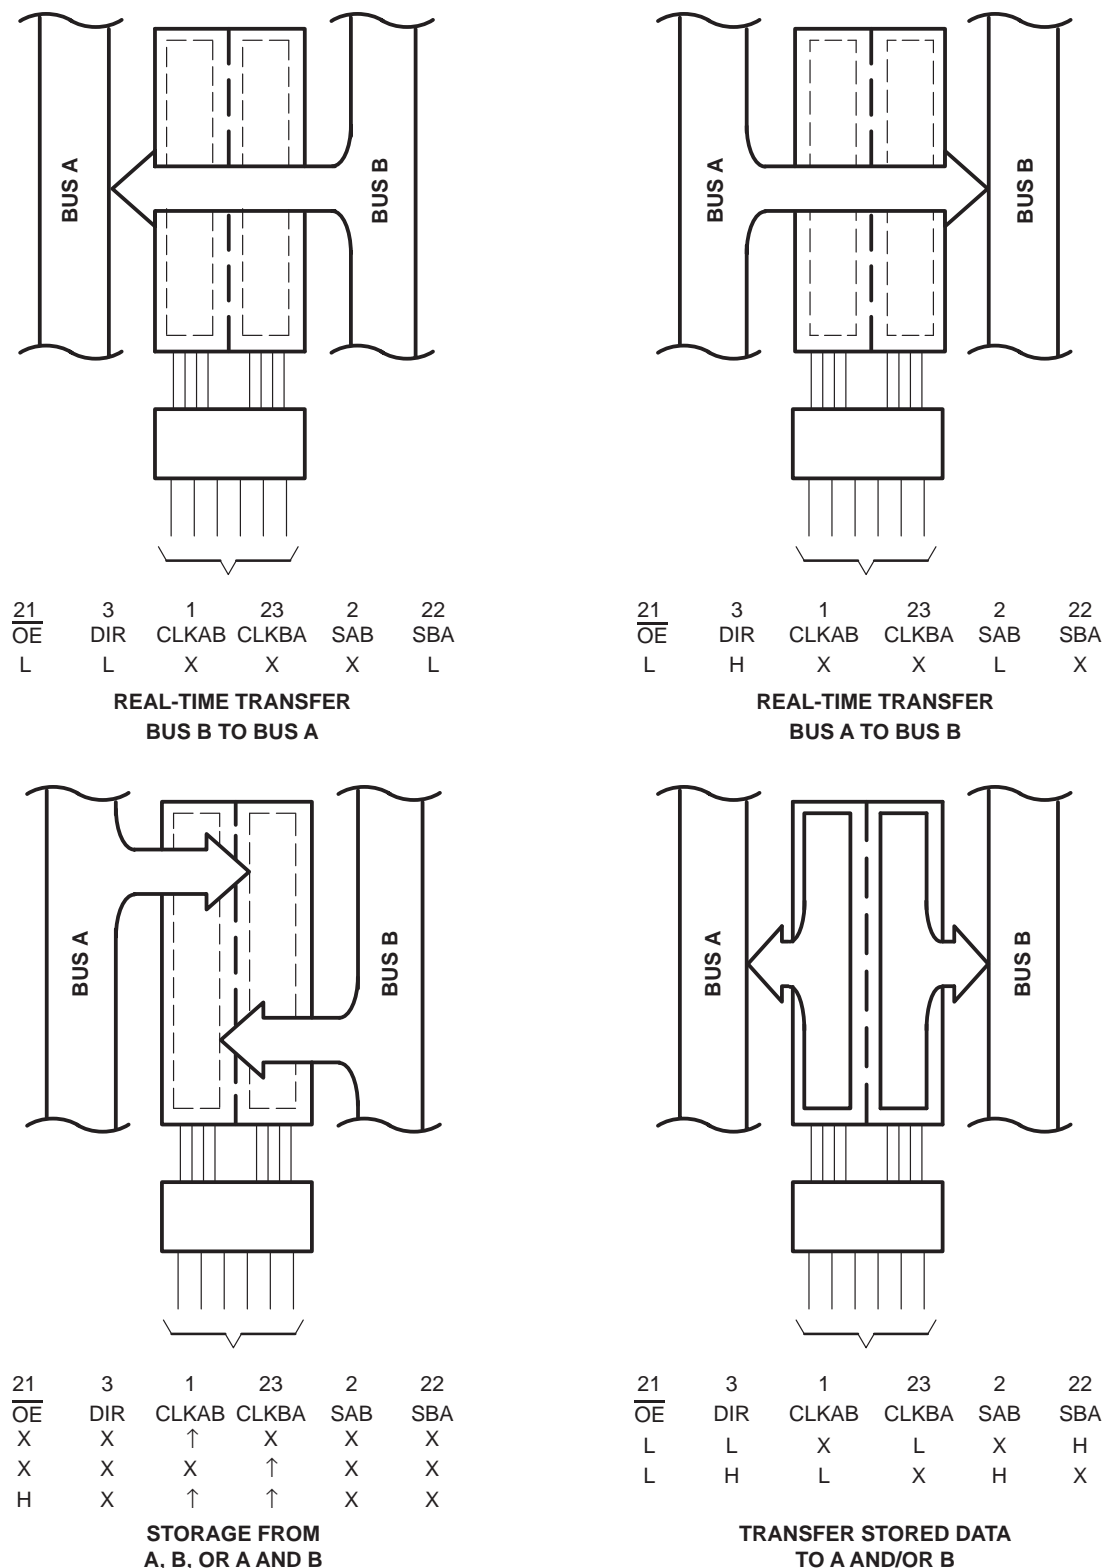 BUS A
BUS B
21 3 1 23 2 22
OE DIR CLKAB CLKBA SAB SBA
L L X X X L
REAL-TIME TRANSFER
BUS B TO BUS A
BUS A
BUS B
21 3 1 23 2 22
OE DIR CLKAB CLKBA SAB SBA
L H X X L X
REAL-TIME TRANSFER
BUS A TO BUS B
BUS A
BUS B
21 3 1 23 2 22
OE DIR CLKAB CLKBA SAB SBA
X X ↑ X X X
X X X ↑ X X
H X ↑ ↑ X X
STORAGE FROM
A, B, OR A AND B
BUS A
BUS B
21 3 1 23 2 22
OE DIR CLKAB CLKBA SAB SBA
L L X L X H
L H L X H X
TRANSFER STORED DATA
TO A AND/OR B